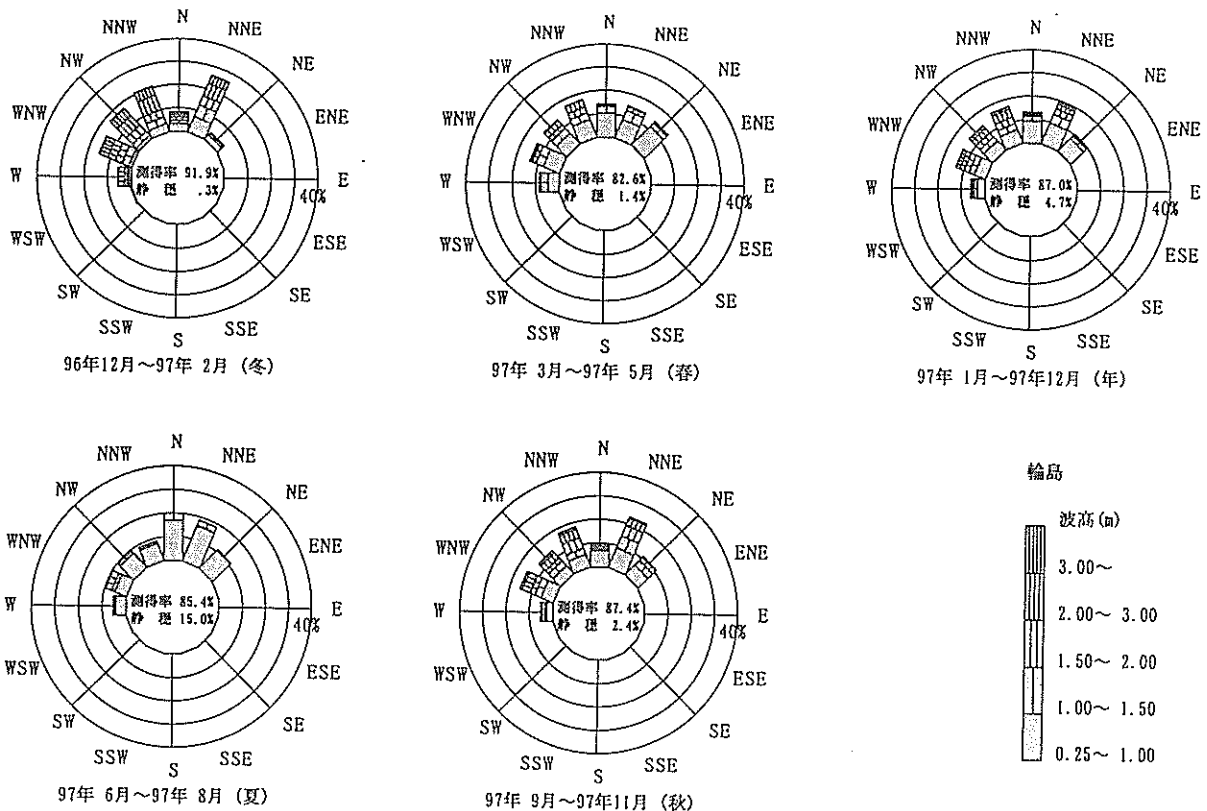 N
NNW
NNE
NW
NE
WNW
ENE
W
測得率 91.9%
静 穏 .3%
E
40%
WSW
ESE
SW
SE
SSW
SSE
S
96年12月～97年 2月 (冬)
N
NNW
NNE
NW
NE
WNW
ENE
W
測得率 82.6%
静 穏 1.4%
E
40%
WSW
ESE
SW
SE
SSW
SSE
S
97年 3月～97年 5月 (春)
N
NNW
NNE
NW
NE
WNW
ENE
W
測得率 87.0%
静 穏 4.7%
E
40%
WSW
ESE
SW
SE
SSW
SSE
S
97年 1月～97年12月 (年)
N
NNW
NNE
NW
NE
WNW
ENE
W
測得率 85.4%
静 穏 15.0%
E
40%
WSW
ESE
SW
SE
SSW
SSE
S
97年 6月～97年 8月 (夏)
N
NNW
NNE
NW
NE
WNW
ENE
W
測得率 87.4%
静 穏 2.4%
E
40%
WSW
ESE
SW
SE
SSW
SSE
S
97年 9月～97年11月 (秋)
輪島
波高(m)
3.00～
2.00～ 3.00
1.50～ 2.00
1.00～ 1.50
0.25～ 1.00